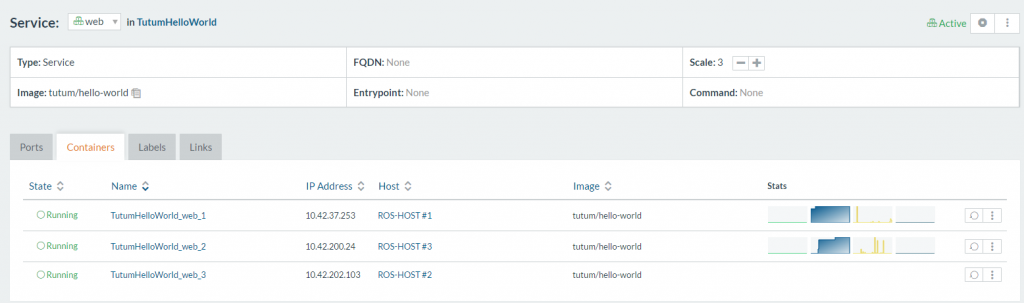 Service: web in TutumHelloWorld Active
Type: Service FQDN: None Scale: 3
Image: tutum/hello-world Entrypoint: None Command: None
Ports Containers Labels Links
State Name IP Address Host Image Stats
Running TutumHelloWorld_web_1 10.42.37.253 ROS-HOST #1 tutum/hello-world
Running TutumHelloWorld_web_2 10.42.200.24 ROS-HOST #3 tutum/hello-world
Running TutumHelloWorld_web_3 10.42.202.103 ROS-HOST #2 tutum/hello-world